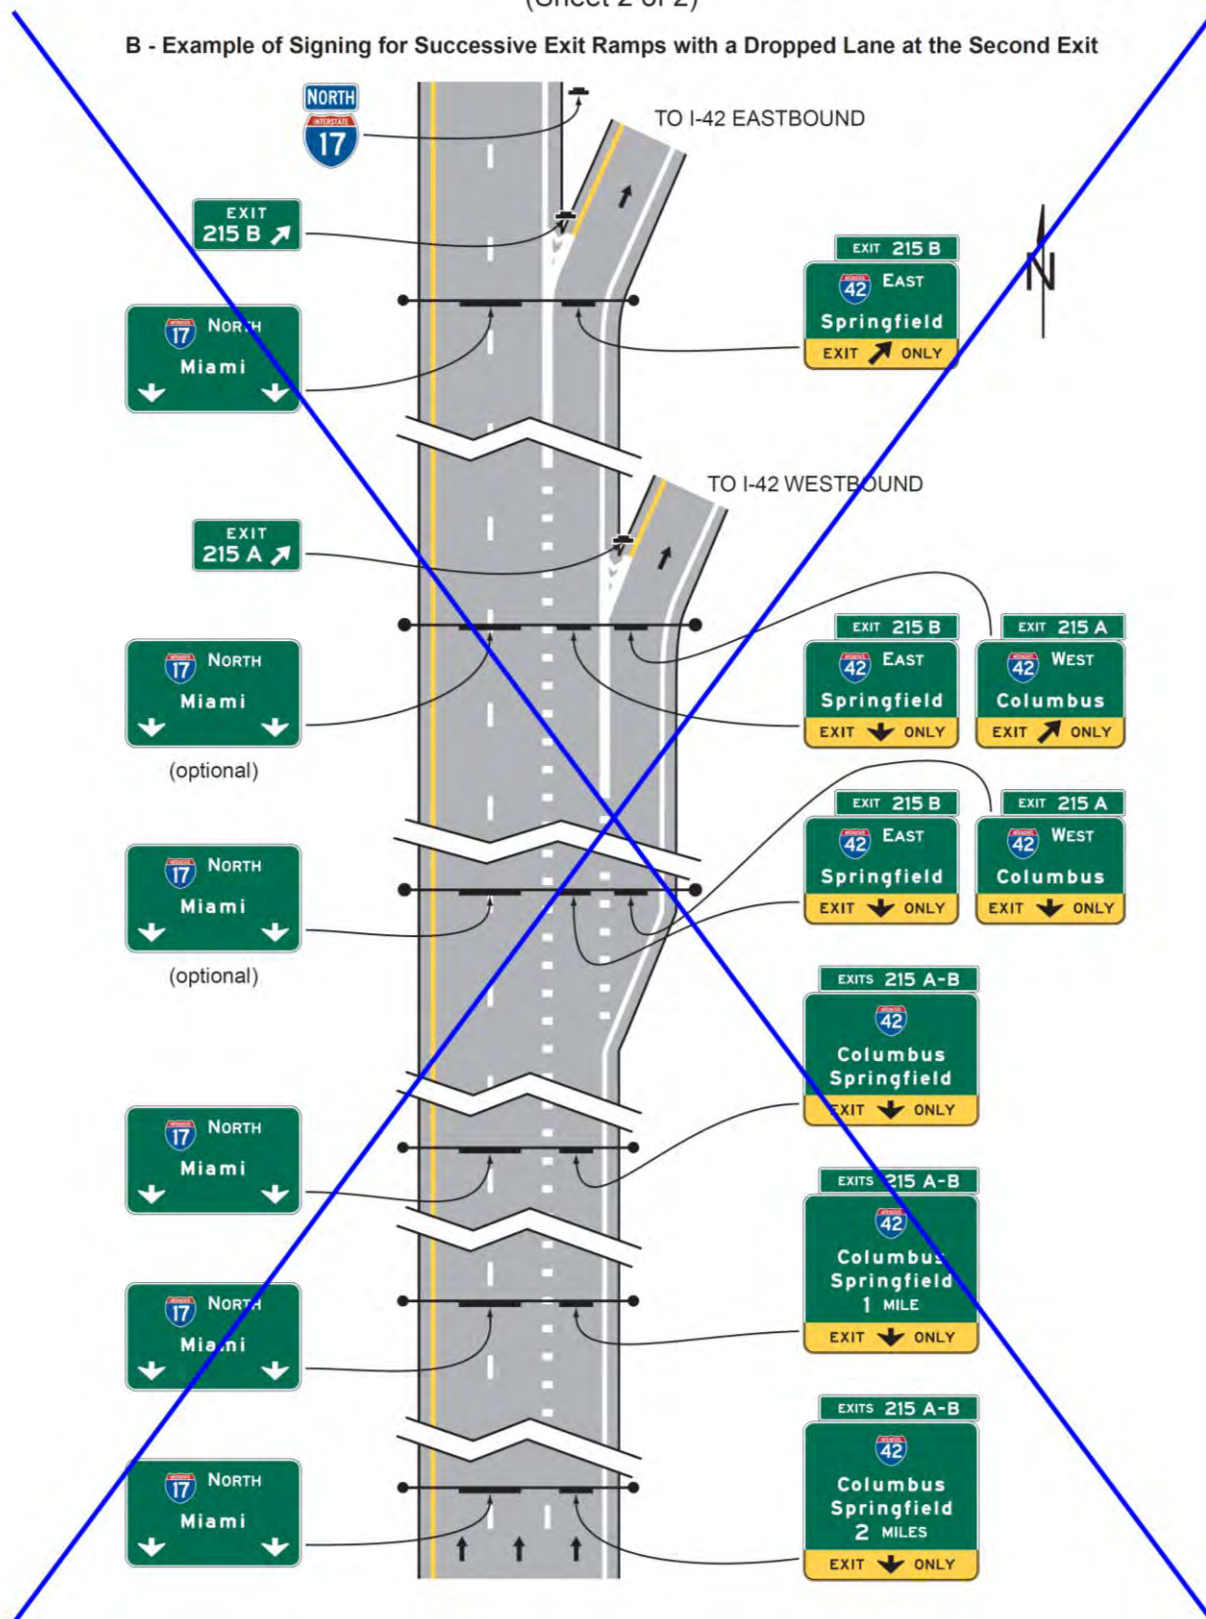 (Sheet 2 of 2)
B - Example of Signing for Successive Exit Ramps with a Dropped Lane at the Second Exit
NORTH
INTERSTATE
17
TO I-42 EASTBOUND
EXIT
215 B
EXIT 215 B
42 EAST
Springfield
EXIT ONLY
N
17 NORTH
Miami
TO I-42 WESTBOUND
EXIT
215 A
17 NORTH
Miami
(optional)
EXIT 215 B
42 EAST
Springfield
EXIT ONLY
EXIT 215 A
42 WEST
Columbus
EXIT ONLY
17 NORTH
Miami
(optional)
EXIT 215 B
42 EAST
Springfield
EXIT ONLY
EXIT 215 A
42 WEST
Columbus
EXIT ONLY
EXITS 215 A-B
42
Columbus
Springfield
EXIT ONLY
17 NORTH
Miami
EXITS 215 A-B
42
Columbus
Springfield
1 MILE
EXIT ONLY
17 NORTH
Miami
EXITS 215 A-B
42
Columbus
Springfield
2 MILES
EXIT ONLY
17 NORTH
Miami